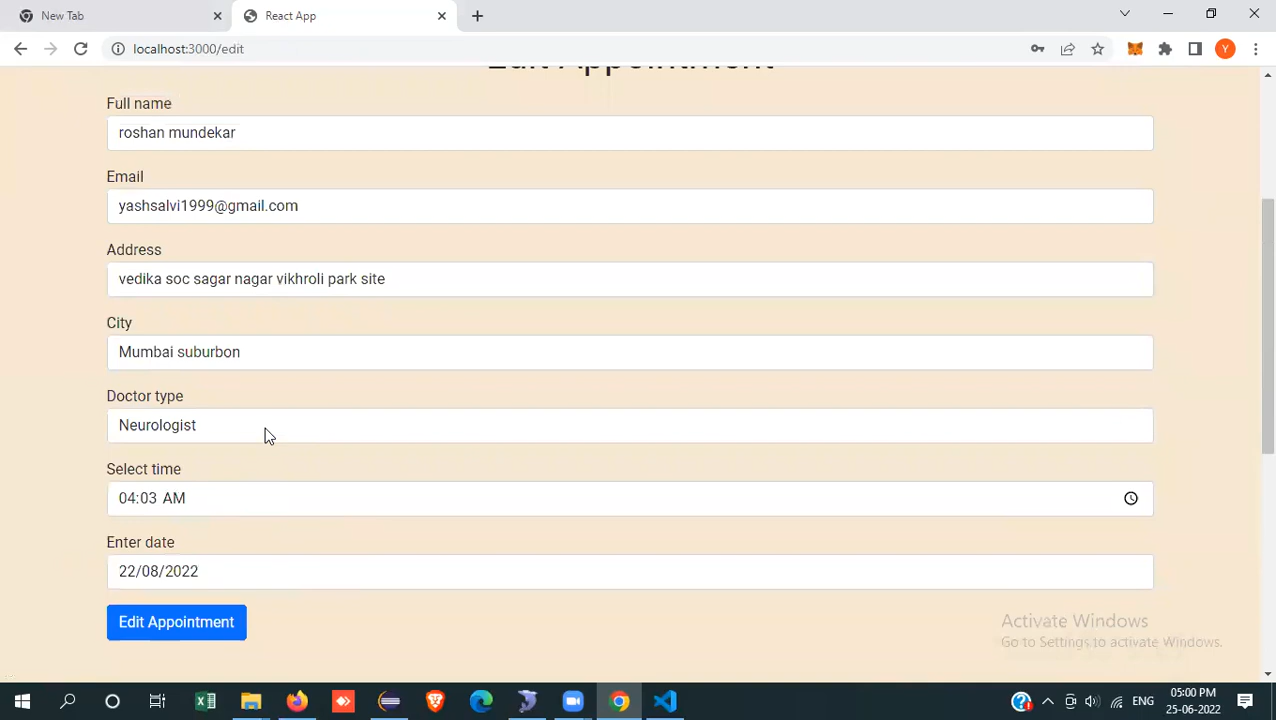 New Tab
React App
localhost:3000/edit
Y
Edit Appointment
Full name
roshan mundekar
Email
yashsalvi1999@gmail.com
Address
vedika soc sagar nagar vikhroli park site
City
Mumbai suburbon
Doctor type
Neurologist
Select time
04:03 AM
Enter date
22/08/2022
Edit Appointment
Activate Windows
Go to Settings to activate Windows.
ENG
05:00 PM
25-06-2022